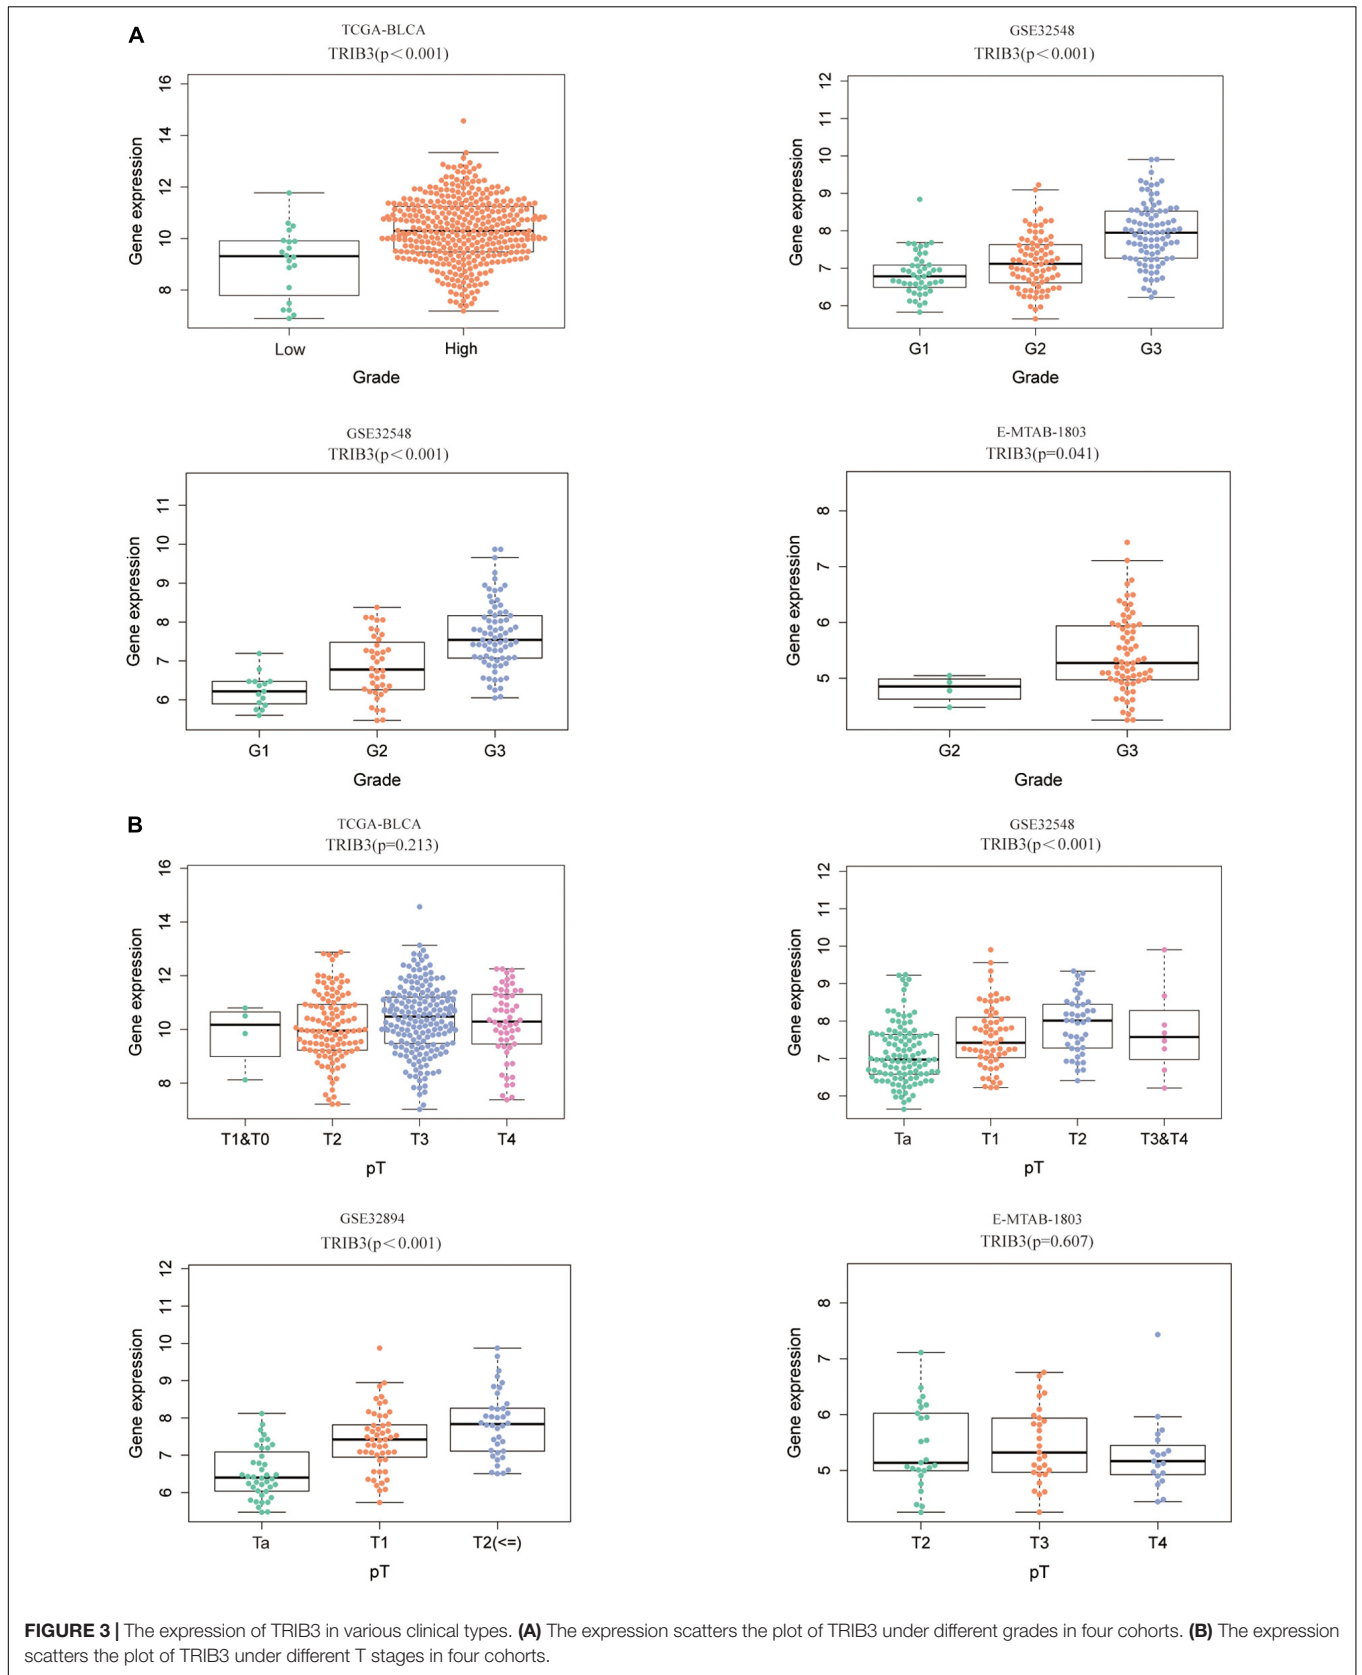 A
TCGA-BLCA
TRIB3(p<0.001)
Gene expression
16
14
12
10
8
Low
High
Grade
GSE32548
TRIB3(p<0.001)
Gene expression
12
11
10
9
8
7
6
G1
G2
G3
Grade
GSE32548
TRIB3(p<0.001)
Gene expression
11
10
9
8
7
6
G1
G2
G3
Grade
E-MTAB-1803
TRIB3(p=0.041)
Gene expression
8
7
6
5
G2
G3
Grade
B
TCGA-BLCA
TRIB3(p=0.213)
Gene expression
16
14
12
10
8
T1&T0
T2
T3
T4
pT
GSE32548
TRIB3(p<0.001)
Gene expression
12
11
10
9
8
7
6
Ta
T1
T2
T3&T4
pT
GSE32894
TRIB3(p<0.001)
Gene expression
12
11
10
9
8
7
6
Ta
T1
T2(<=)
pT
E-MTAB-1803
TRIB3(p=0.607)
Gene expression
8
7
6
5
T2
T3
T4
pT
FIGURE 3 | The expression of TRIB3 in various clinical types. (A) The expression scatters the plot of TRIB3 under different grades in four cohorts. (B) The expression
scatters the plot of TRIB3 under different T stages in four cohorts.